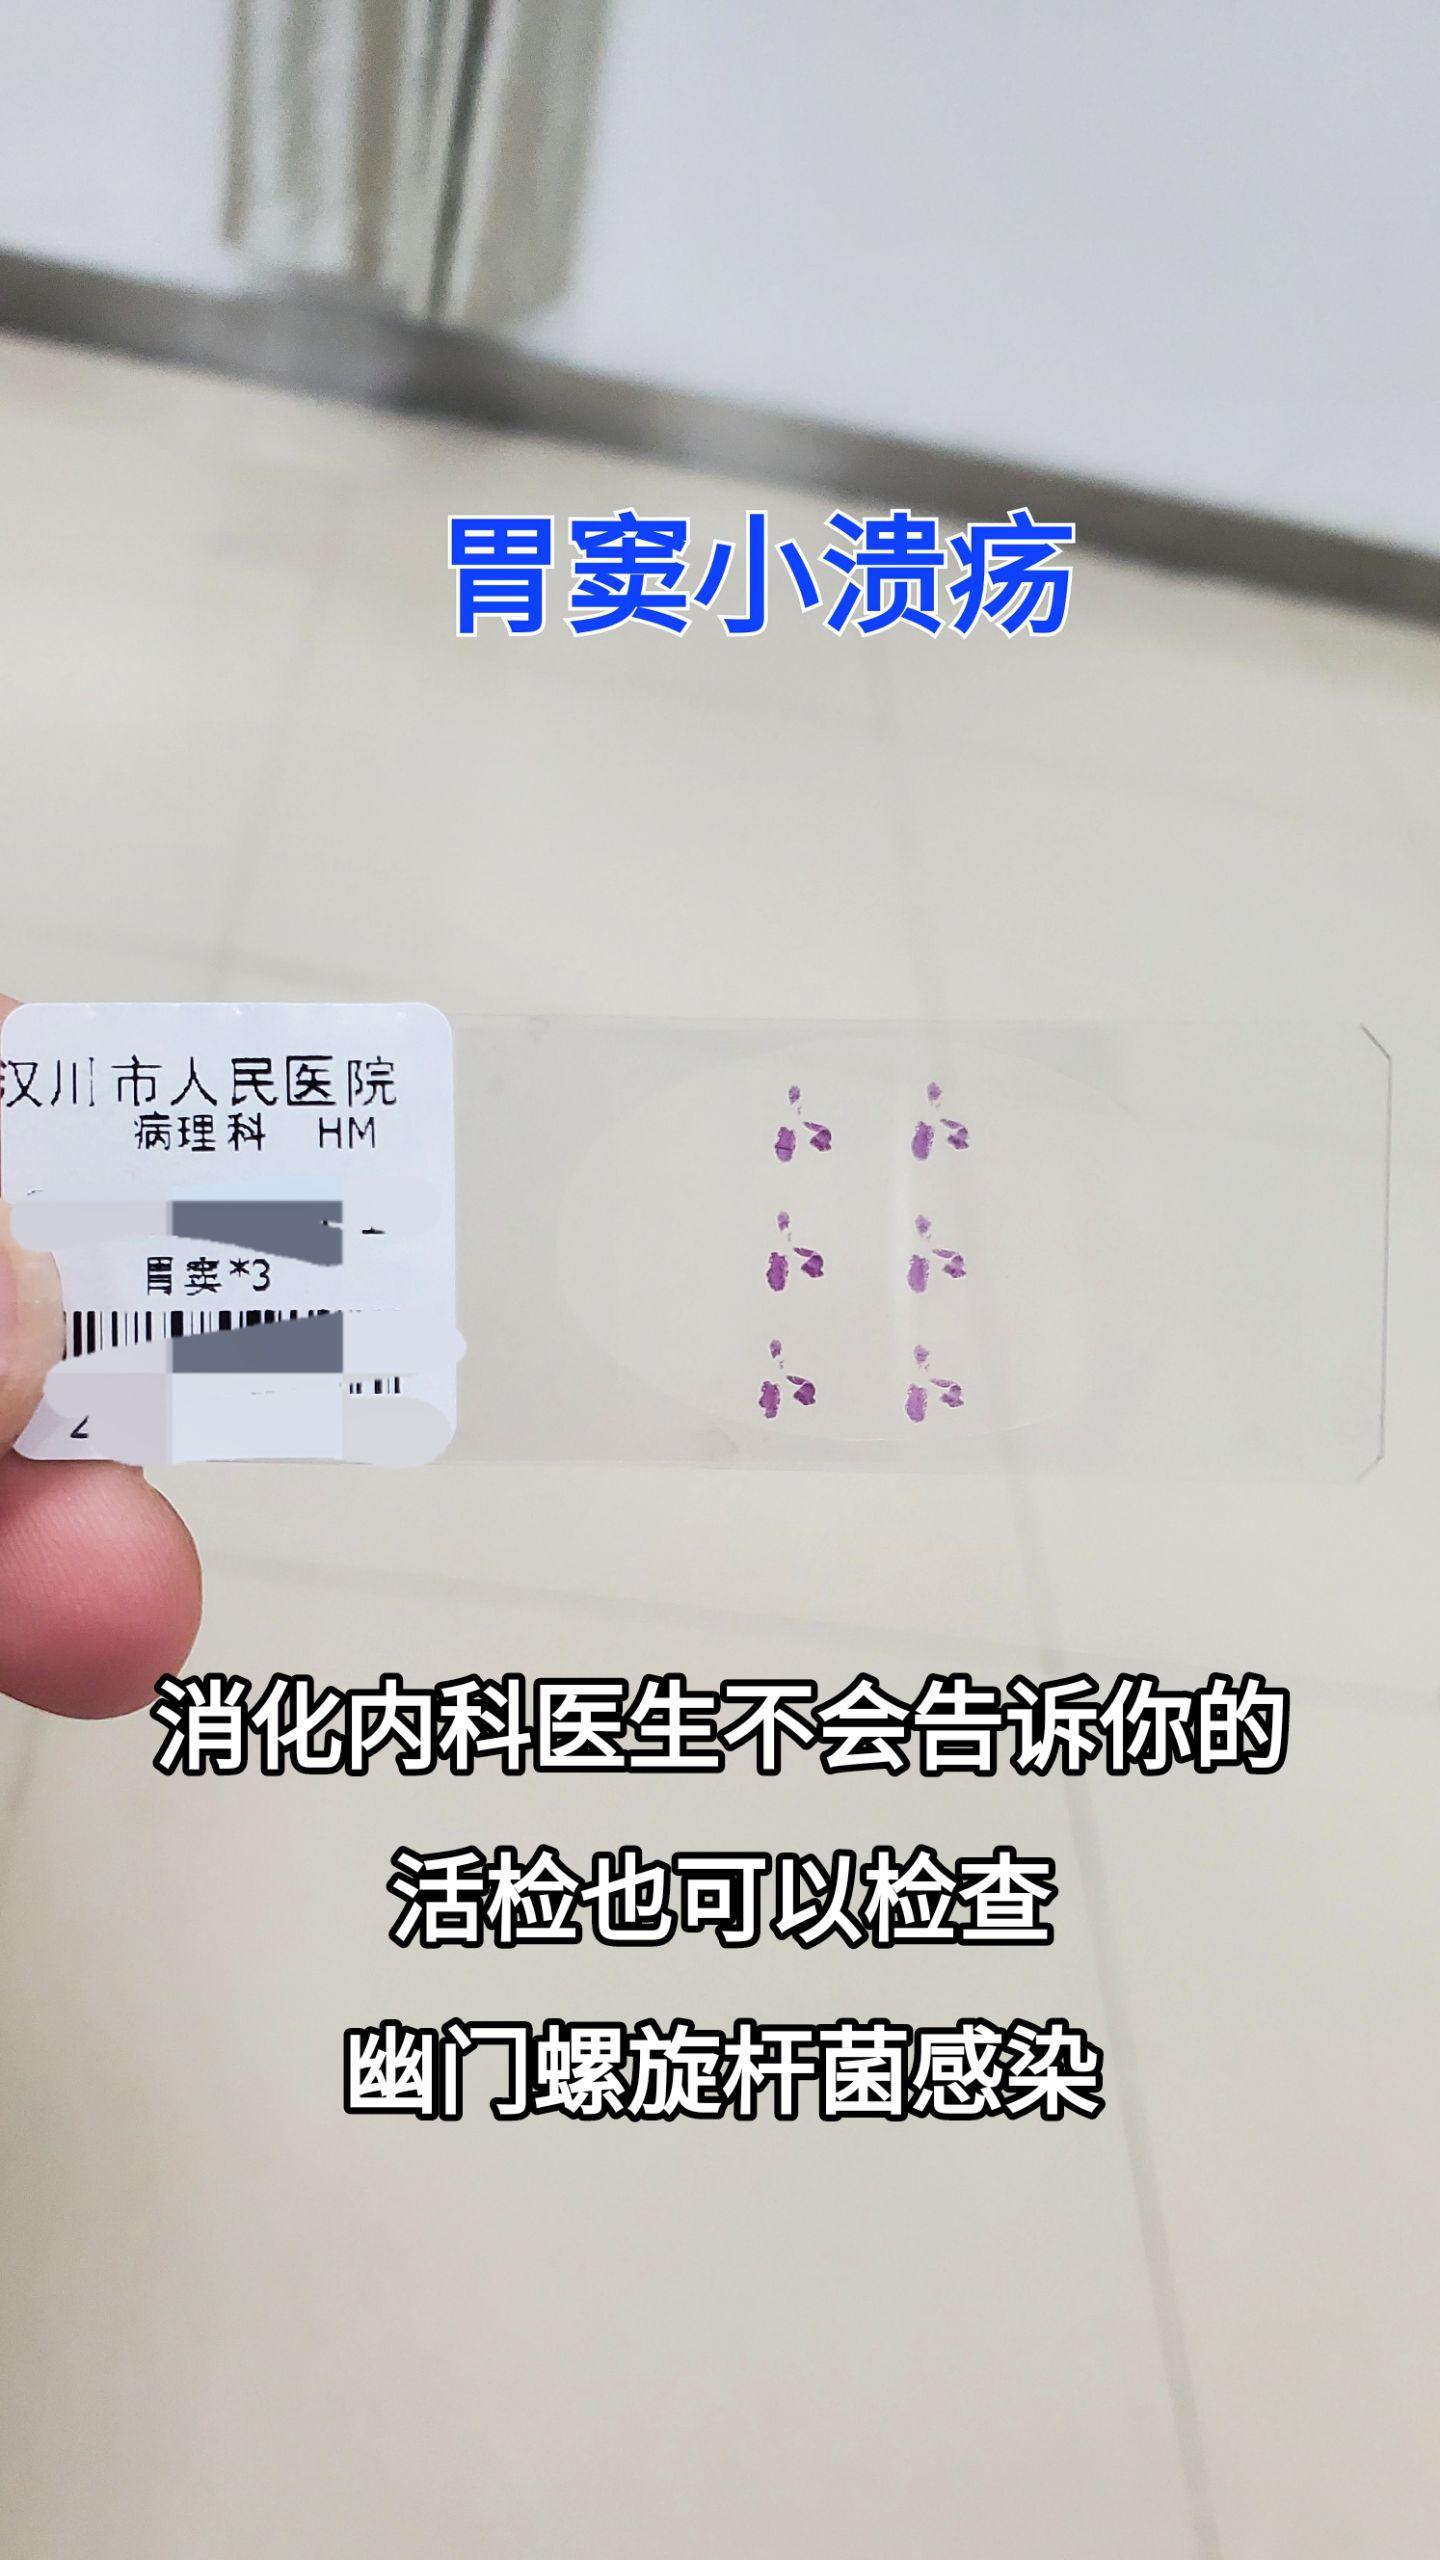 胃窦小溃疡
汉川市人民医院
病理科 HM
胃窦*3
消化内科医生不会告诉你的
活检也可以检查
幽门螺旋杆菌感染